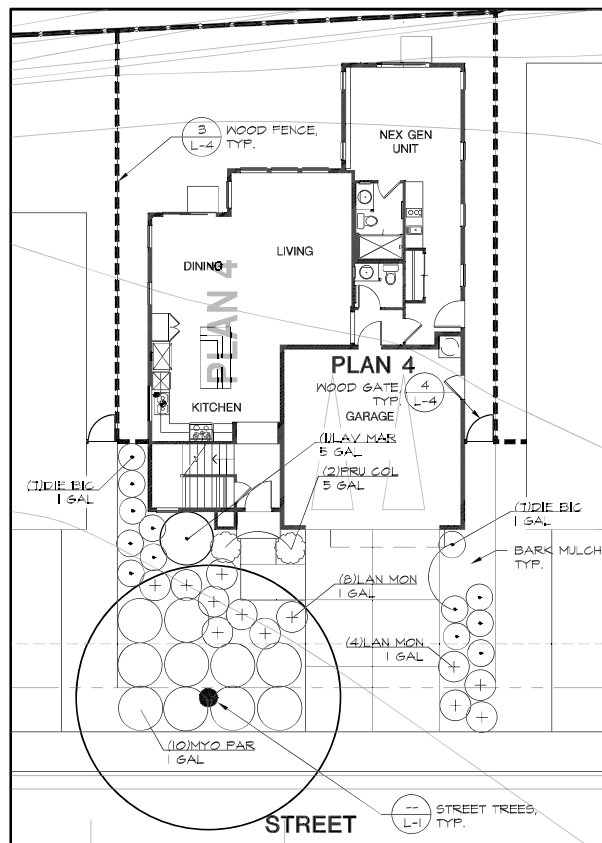 3
L-4
WOOD FENCE,
TYP.
NEX GEN
UNIT
DINING
LIVING
PLAN 4
PLAN 4
WOOD GATE,
TYP.
4
L-4
GARAGE
KITCHEN
(1)LAV MAR
5 GAL
(2)PRU COL
5 GAL
(7)DIE BIC
1 GAL
(7)DIE BIC
1 GAL
BARK MULCH
TYP.
(8)LAN MON
1 GAL
(4)LAN MON
1 GAL
(10)MYO PAR
1 GAL
--
L-1
STREET TREES,
TYP.
STREET